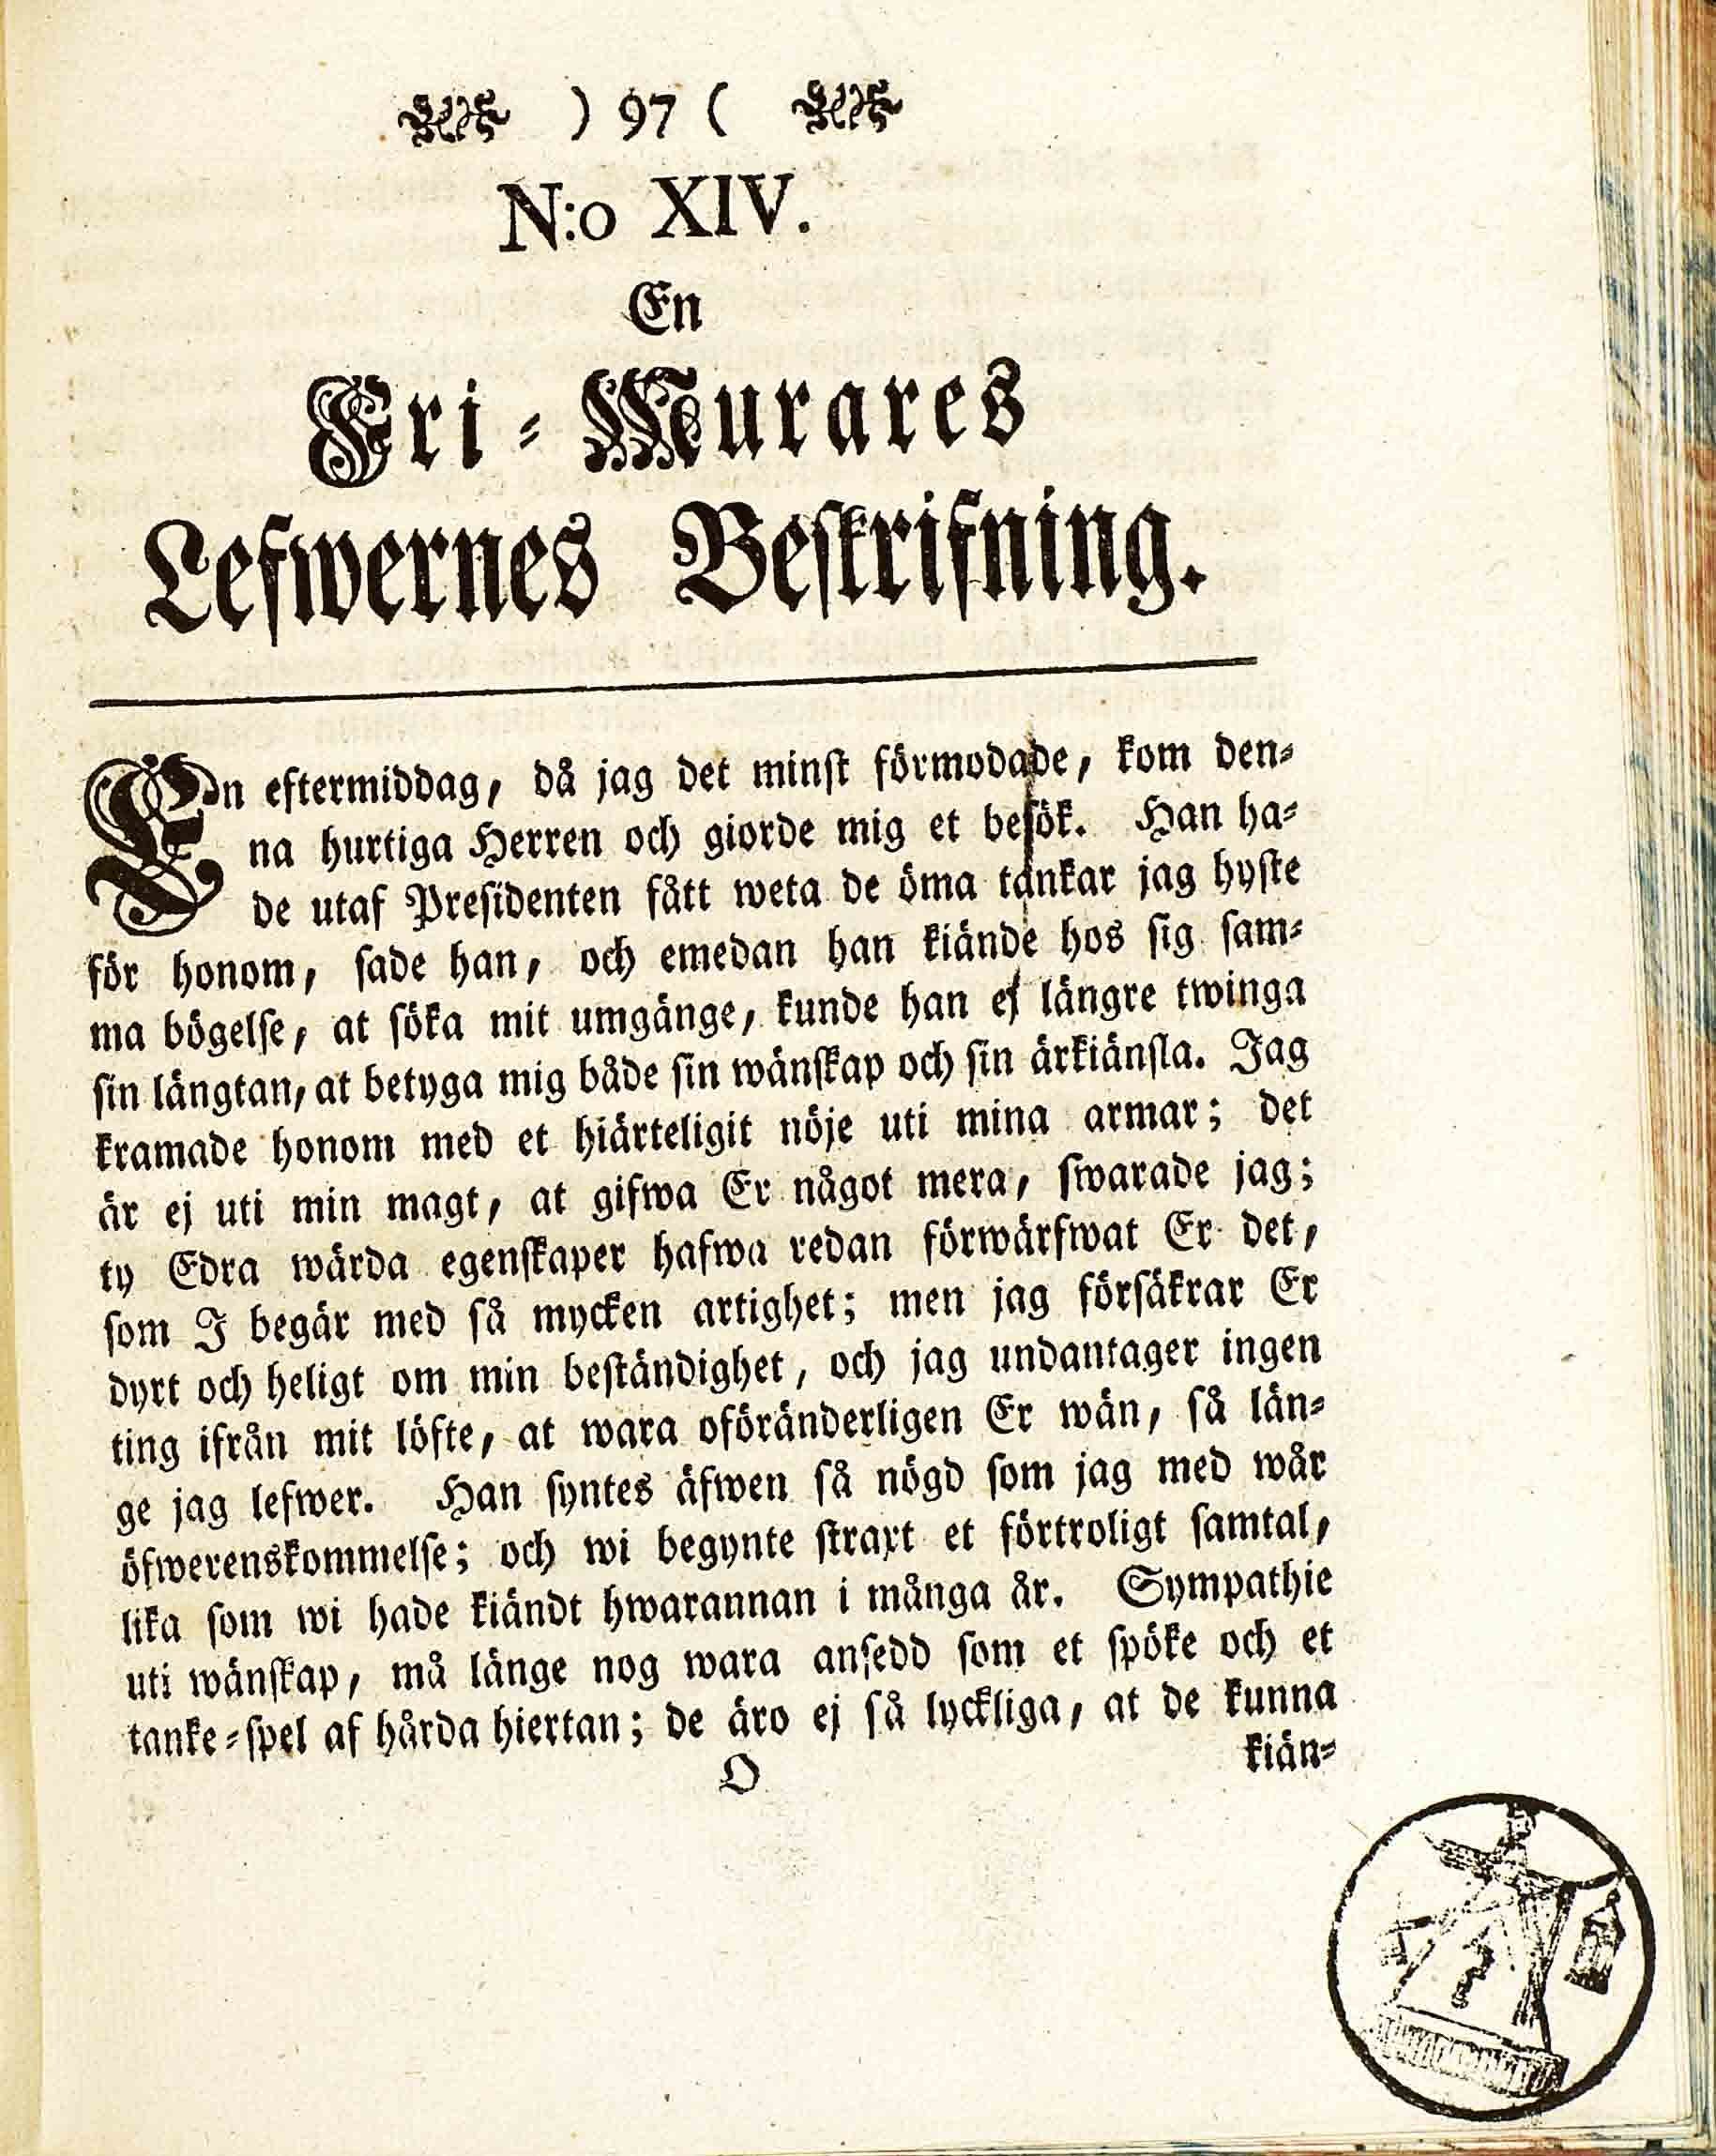 ) 97 (
N:o XIV.
En
Fri-Murares
Lefwernes Beskrifning.
En eftermiddag, då jag det minst förmodade, kom den-
na hurtiga Herren och giorde mig et besök. Han ha-
de utaf Presidenten fått weta de öma tankar jag hyste
för honom, sade han, och emedan han kiände hos sig sam-
ma bögelse, at söka mit umgänge, kunde han ej längre twinga
sin längtan, at betyga mig både sin wänskap och sin ärkiänsla. Jag
kramade honom med et hiärteligit nöje uti mina armar; det
är ej uti min magt, at gifwa Er något mera, swarade jag;
ty Edra wärda egenskaper hafwa redan förwärfwat Er det,
som I begär med så mycken artighet; men jag försäkrar Er
dyrt och heligt om min beständighet, och jag undantager ingen
ting ifrån mit löfte, at wara oföränderligen Er wän, så län-
ge jag lefwer. Han syntes äfwen så nögd som jag med wår
öfwerenskommelse; och wi begynte straxt et förtroligt samtal,
lika som wi hade kiändt hwarannan i många år. Sympathie
uti wänskap, må länge nog wara ansedd som et spöke och et
tanke-spel af hårda hiertan; de äro ej så lyckliga, at de kunna
O kiän-